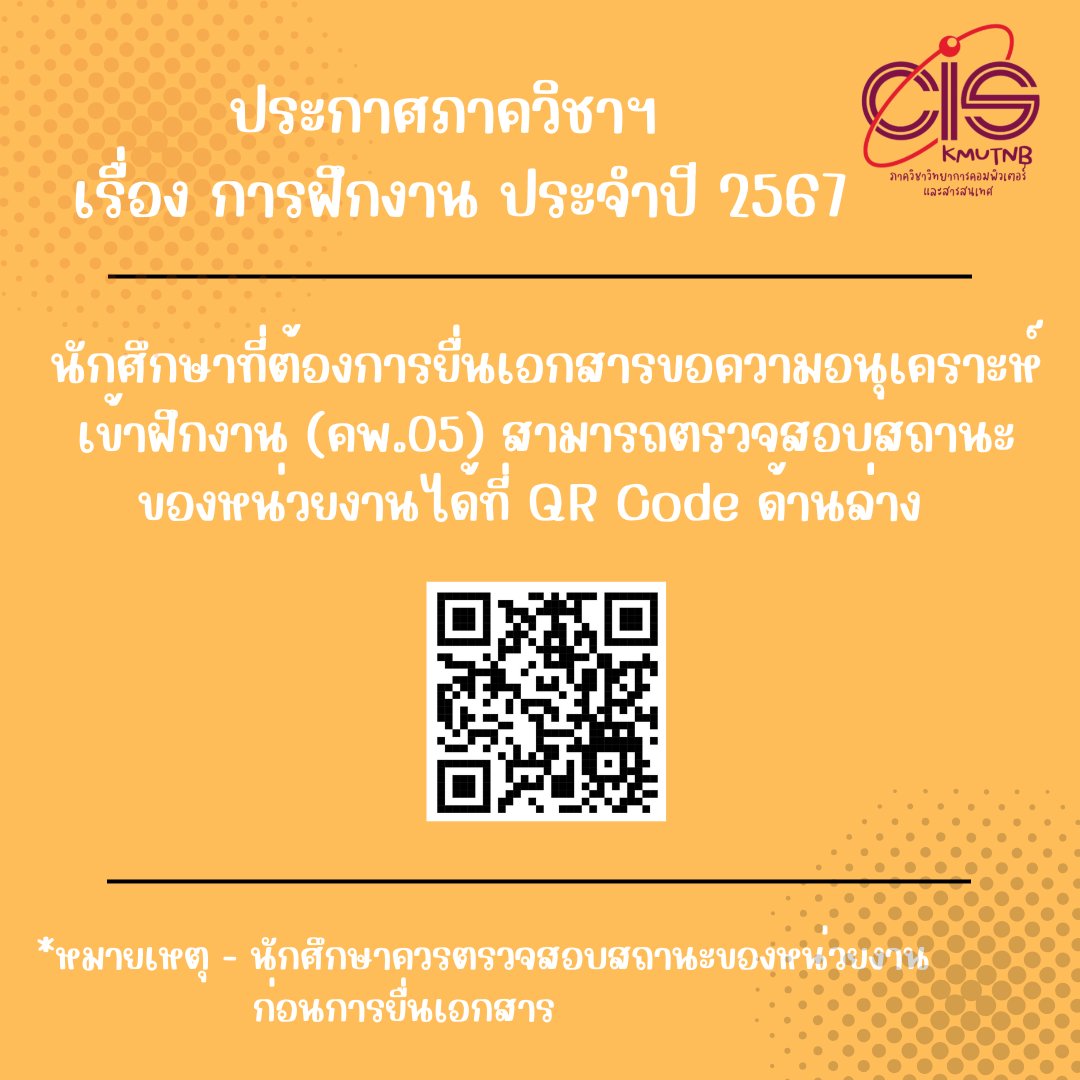 ประกาศภาควิชาฯ
เรื่อง การฝึกงาน ประจำปี 2567
CIS
KMUTNB
ภาควิชาวิทยาการคอมพิวเตอร์
และสารสนเทศ
นักศึกษาที่ต้องการยื่นเอกสารขอความอนุเคราะห์
เข้าฝึกงาน (คพ.05) สามารถตรวจสอบสถานะ
ของหน่วยงานได้ที่ QR Code ด้านล่าง
*หมายเหตุ - นักศึกษาควรตรวจสอบสถานะของหน่วยงาน
ก่อนการยื่นเอกสาร